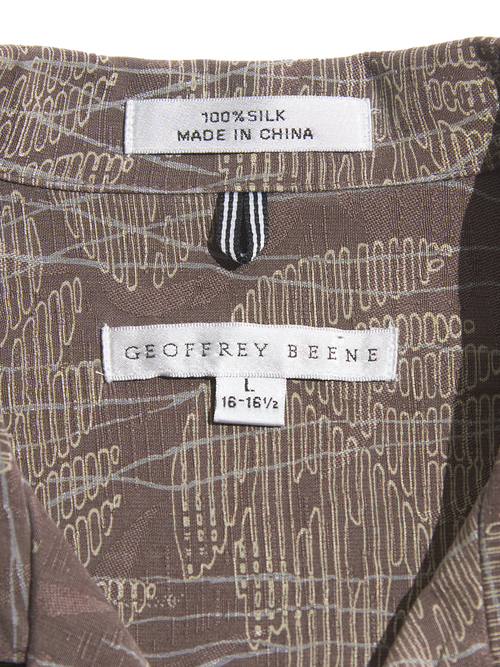 100% SILK
MADE IN CHINA
GEOFFREY BEENE
L
16-16½